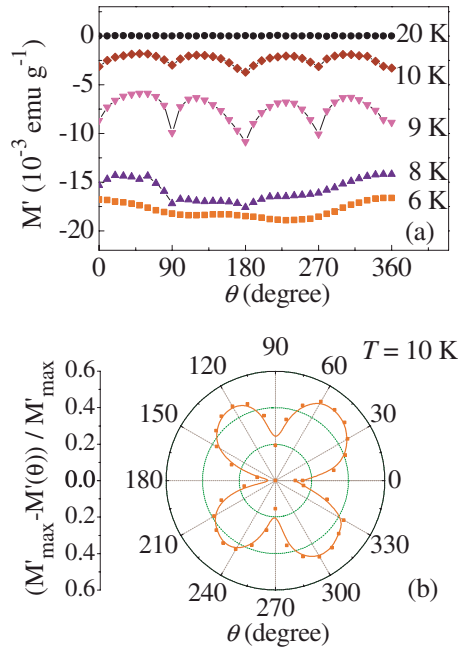 0
-5
-10
-15
-20
M' (10⁻³ emu g⁻¹)
20 K
10 K
9 K
8 K
6 K
(a)
0 90 180 270 360
θ (degree)
T = 10 K
(M'max-M'(θ)) / M'max
0.6
0.4
0.2
0.0
0.2
0.4
0.6
90
120 60
150 30
180 0
210 330
240 300
270
(b)
θ (degree)